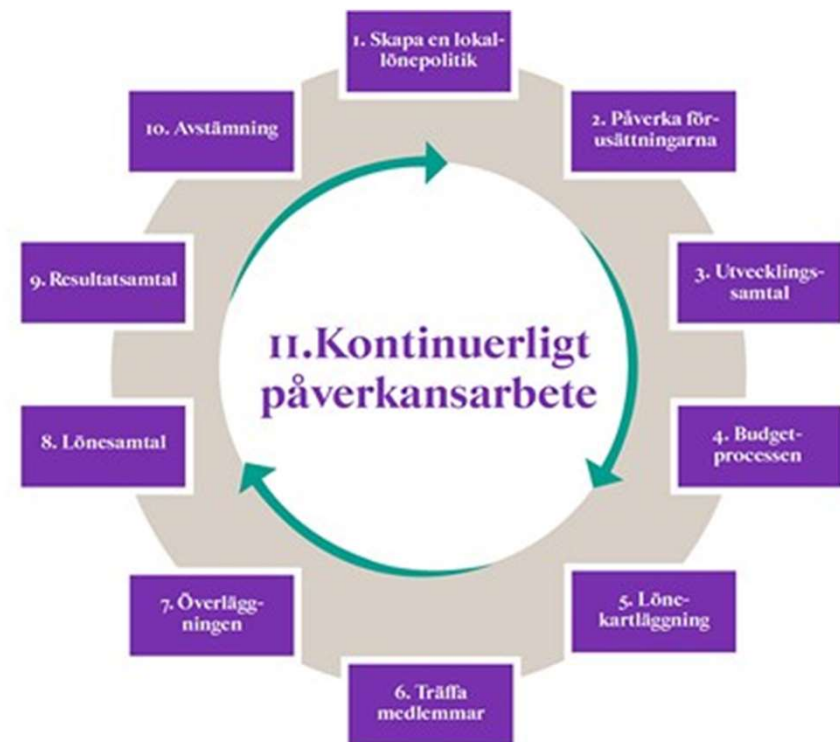 1. Skapa en lokal-
lönepolitik
2. Påverka för-
usättningarna
3. Utvecklings-
samtal
4. Budget-
processen
5. Löne-
kartläggning
6. Träffa
medlemmar
7. Överlägg-
ningen
8. Lönesamtal
9. Resultatsamtal
10. Avstämning
11.Kontinuerligt
påverkansarbete